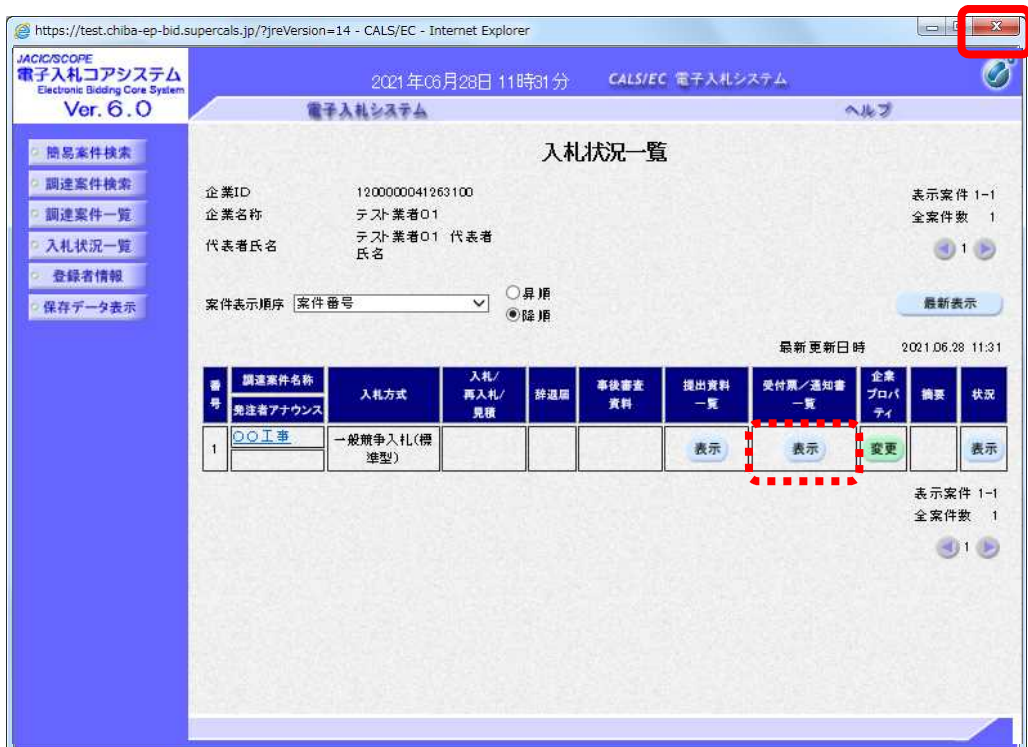 https://test.chiba-ep-bid.supercals.jp/?jreVersion=14 - CALS/EC - Internet Explorer
JACIC/SCOPE
電子入札コアシステム
Electronic Bidding Core System
Ver. 6.0
2021年06月28日 11時31分 CALS/EC 電子入札システム
電子入札システム ヘルプ
簡易案件検索
調達案件検索
調達案件一覧
入札状況一覧
登録者情報
保存データ表示
入札状況一覧
企業ID 1200000041263100
企業名称 テスト業者01
代表者氏名 テスト業者01 代表者
氏名
表示案件 1-1
全案件数 1
1
案件表示順序 案件番号
昇順
降順
最新表示
最新更新日時 2021.06.28 11:31
番号 調達案件名称 発注者アナウンス 入札方式 入札/再入札/見積 辞退届 事後審査資料 提出資料一覧 受付票/通知書一覧 企業プロパティ 摘要 状況
1 〇〇工事 一般競争入札(標準型) 表示 表示 変更 表示
表示案件 1-1
全案件数 1
1